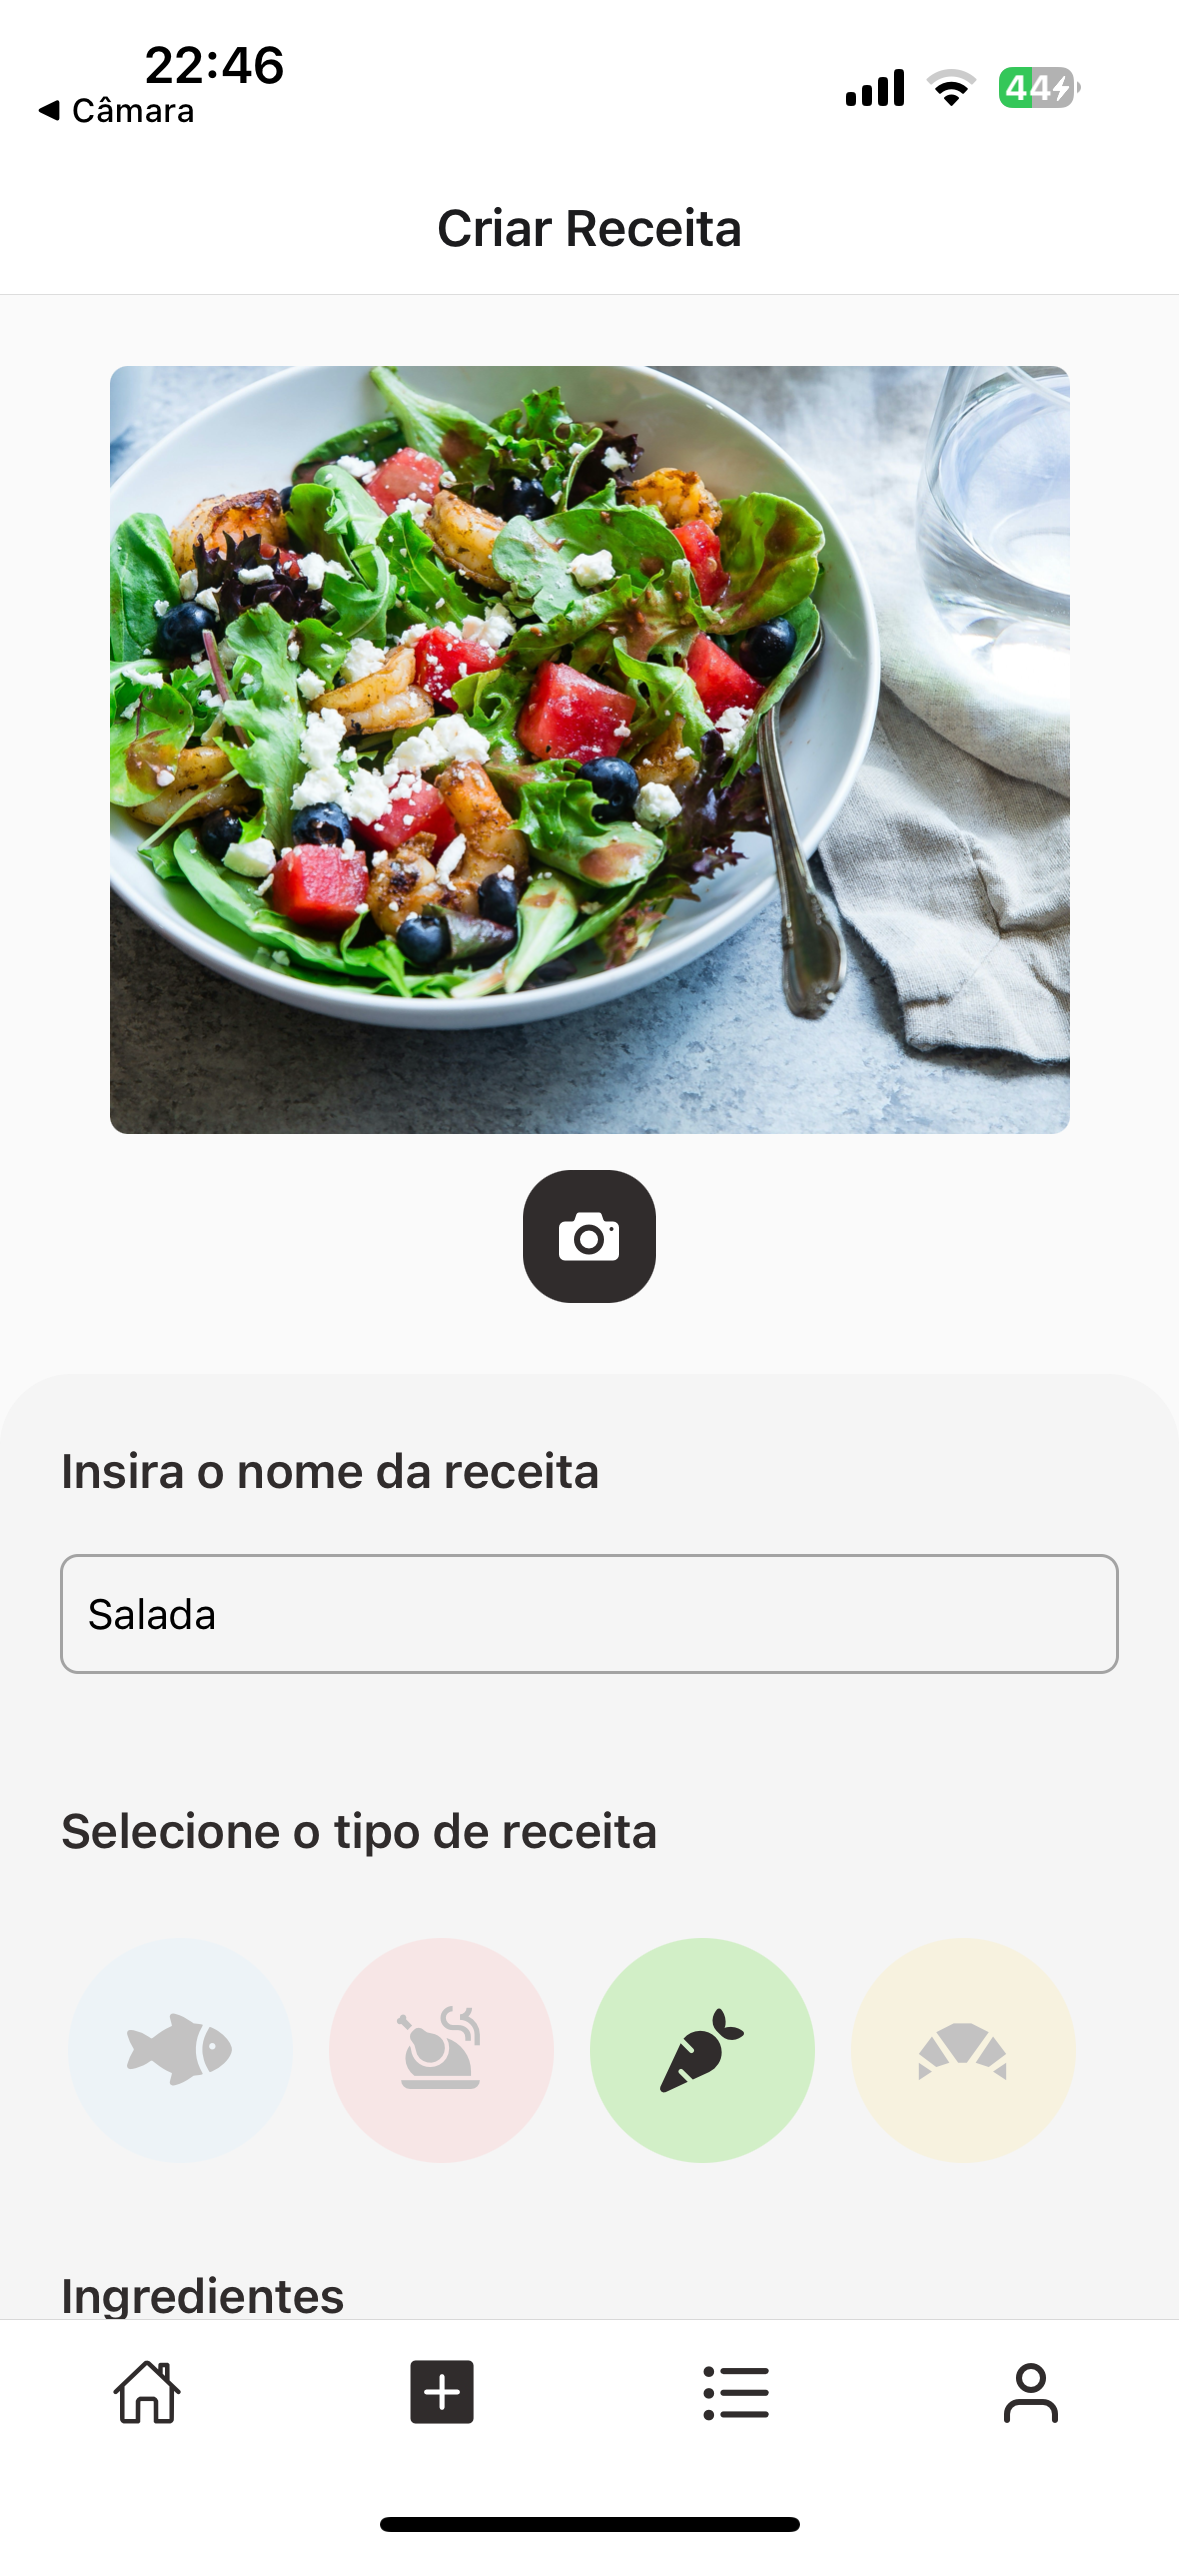 22:46
Câmara
44
Criar Receita
Insira o nome da receita
Salada
Selecione o tipo de receita
Ingredientes